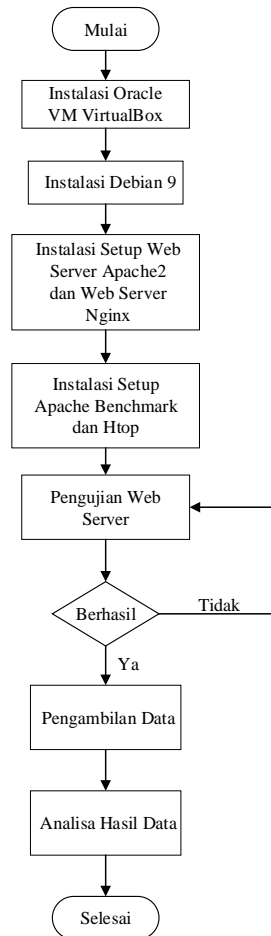 Mulai
Instalasi Oracle
VM VirtualBox
Instalasi Debian 9
Instalasi Setup Web
Server Apache2
dan Web Server
Nginx
Instalasi Setup
Apache Benchmark
dan Htop
Pengujian Web
Server
Berhasil
Tidak
Ya
Pengambilan Data
Analisa Hasil Data
Selesai